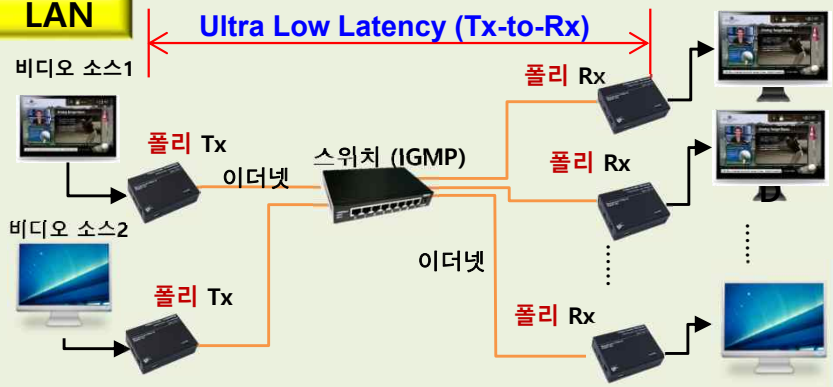 LAN
Ultra Low Latency (Tx-to-Rx)
비디오 소스1
폴리 Rx
폴리 Tx
스위치 (IGMP)
이더넷
폴리 Rx
D
비디오 소스2
이더넷
폴리 Tx
폴리 Rx